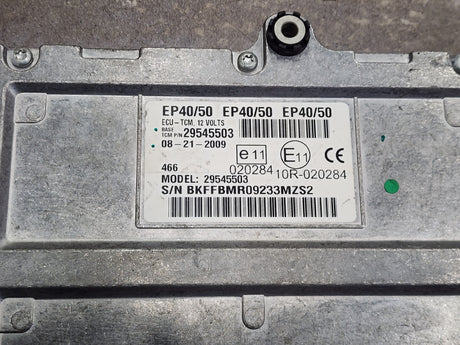 EP40/50 EP40/50 EP40/50
ECU-TCM, 12 VOLTS
BASE
TCM P/N 29545503
08-21-2009
e11
E11
CE
020284
10R-020284
466
MODEL: 29545503
S/N BKFFBMR09233MZS2